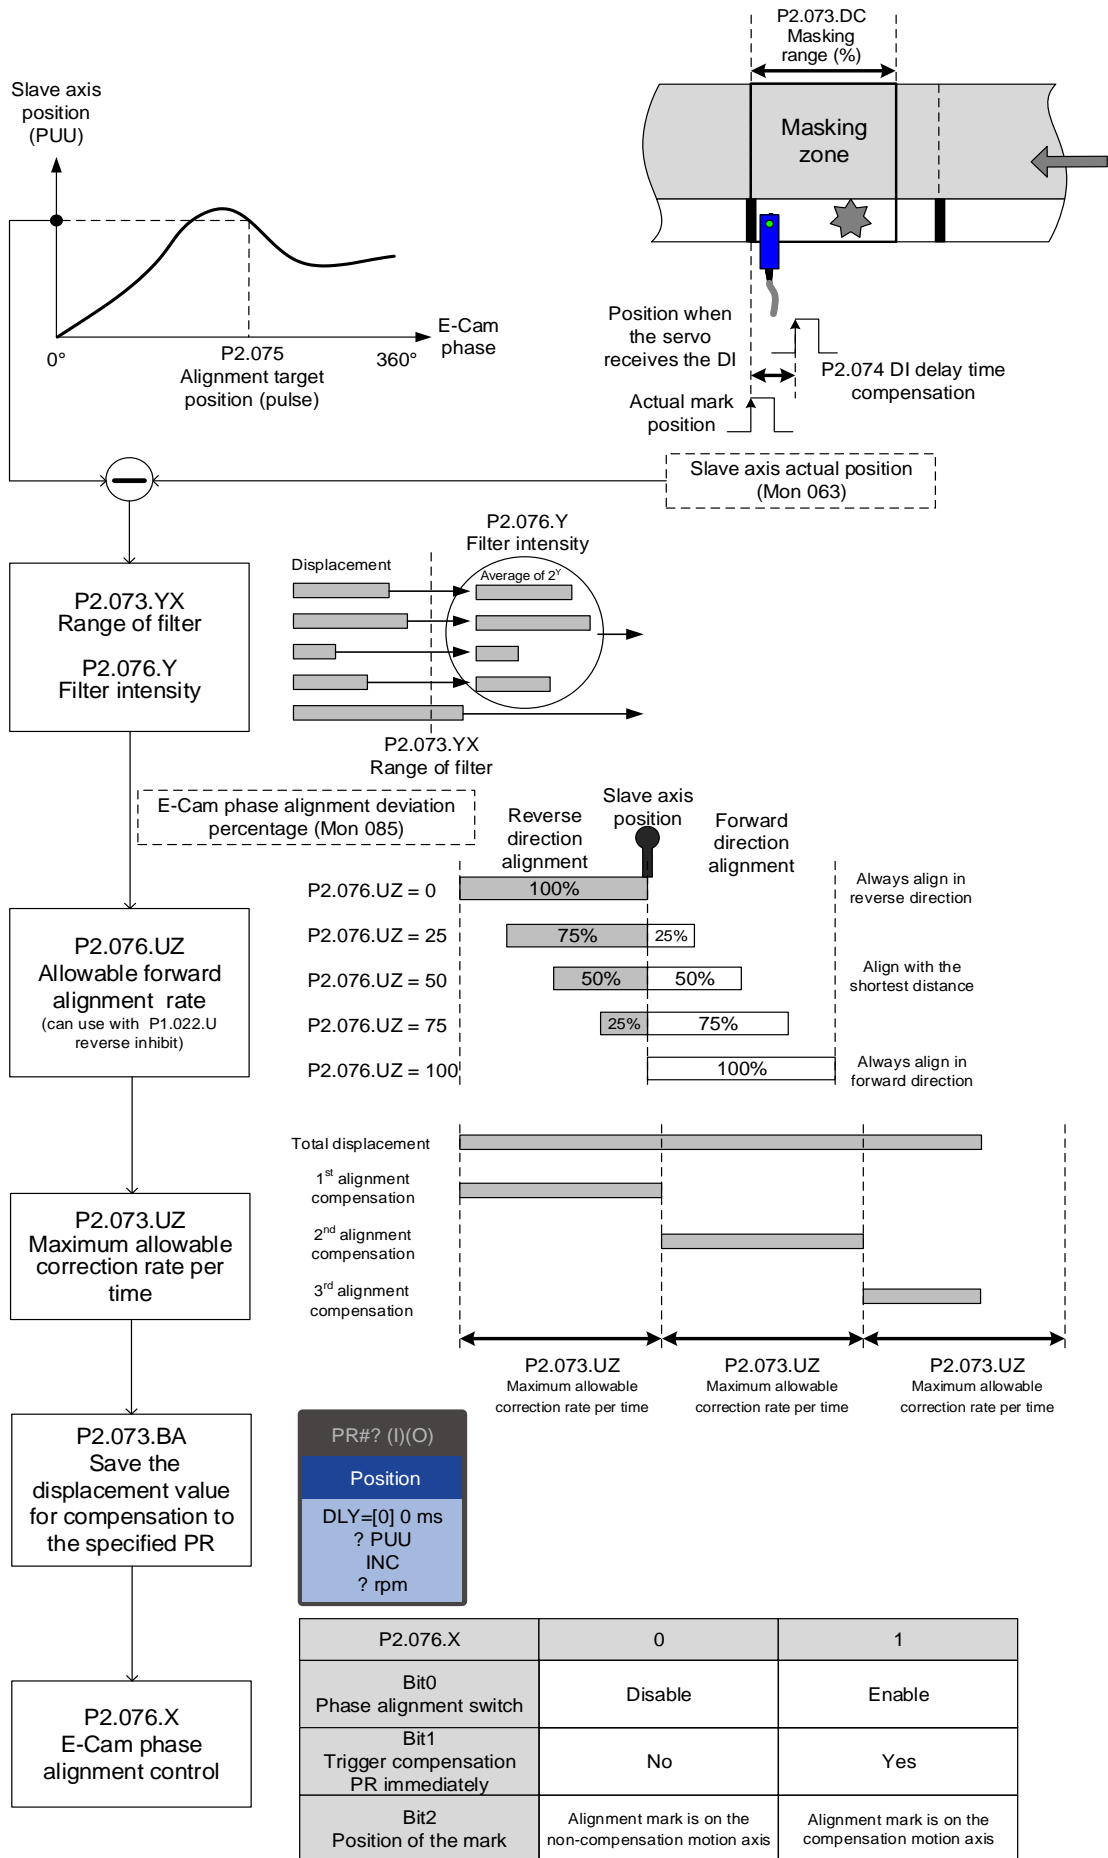 P2.073.DC
Masking
range (%)
Slave axis
position
(PUU)
Masking
zone
E-Cam
phase
0°
P2.075
Alignment target
position (pulse)
360°
Position when
the servo
receives the DI
P2.074 DI delay time
compensation
Actual mark
position
Slave axis actual position
(Mon 063)
P2.073.YX
Range of filter
P2.076.Y
Filter intensity
P2.076.Y
Filter intensity
Displacement
Average of 2^Y
P2.073.YX
Range of filter
E-Cam phase alignment deviation
percentage (Mon 085)
Reverse
direction
alignment
Slave axis
position
Forward
direction
alignment
P2.076.UZ = 0
100%
Always align in
reverse direction
P2.076.UZ = 25
75%
25%
P2.076.UZ = 50
50%
50%
Align with the
shortest distance
P2.076.UZ = 75
25%
75%
P2.076.UZ = 100
100%
Always align in
forward direction
P2.076.UZ
Allowable forward
alignment rate
(can use with P1.022.U
reverse inhibit)
Total displacement
1st alignment
compensation
2nd alignment
compensation
3rd alignment
compensation
P2.073.UZ
Maximum allowable
correction rate per time
P2.073.UZ
Maximum allowable
correction rate per time
P2.073.UZ
Maximum allowable
correction rate per time
P2.073.UZ
Maximum allowable
correction rate per
time
P2.073.BA
Save the
displacement value
for compensation to
the specified PR
PR#? (I)(O)
Position
DLY=[0] 0 ms
? PUU
INC
? rpm
P2.076.X
E-Cam phase
alignment control
P2.076.X
0
1
Bit0
Phase alignment switch
Disable
Enable
Bit1
Trigger compensation
PR immediately
No
Yes
Bit2
Position of the mark
Alignment mark is on the
non-compensation motion axis
Alignment mark is on the
compensation motion axis